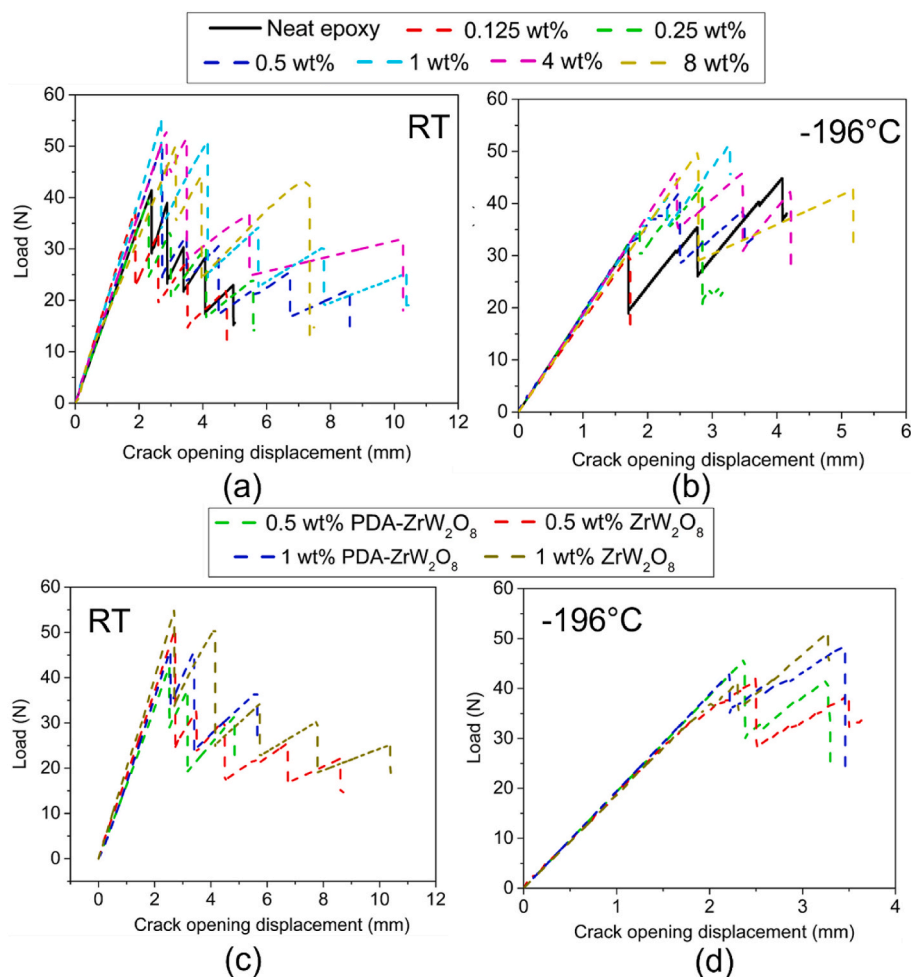 Neat epoxy 0.125 wt% 0.25 wt%
0.5 wt% 1 wt% 4 wt% 8 wt%
RT
60
50
40
30
20
10
0
Load (N)
0 2 4 6 8 10 12
Crack opening displacement (mm)
(a)
-196°C
60
50
40
30
20
10
0
Load (N)
0 1 2 3 4 5 6
Crack opening displacement (mm)
(b)
0.5 wt% PDA-ZrW₂O₈ 0.5 wt% ZrW₂O₈
1 wt% PDA-ZrW₂O₈ 1 wt% ZrW₂O₈
RT
60
50
40
30
20
10
0
Load (N)
0 2 4 6 8 10 12
Crack opening displacement (mm)
(c)
-196°C
60
50
40
30
20
10
0
Load (N)
0 1 2 3 4
Crack opening displacement (mm)
(d)